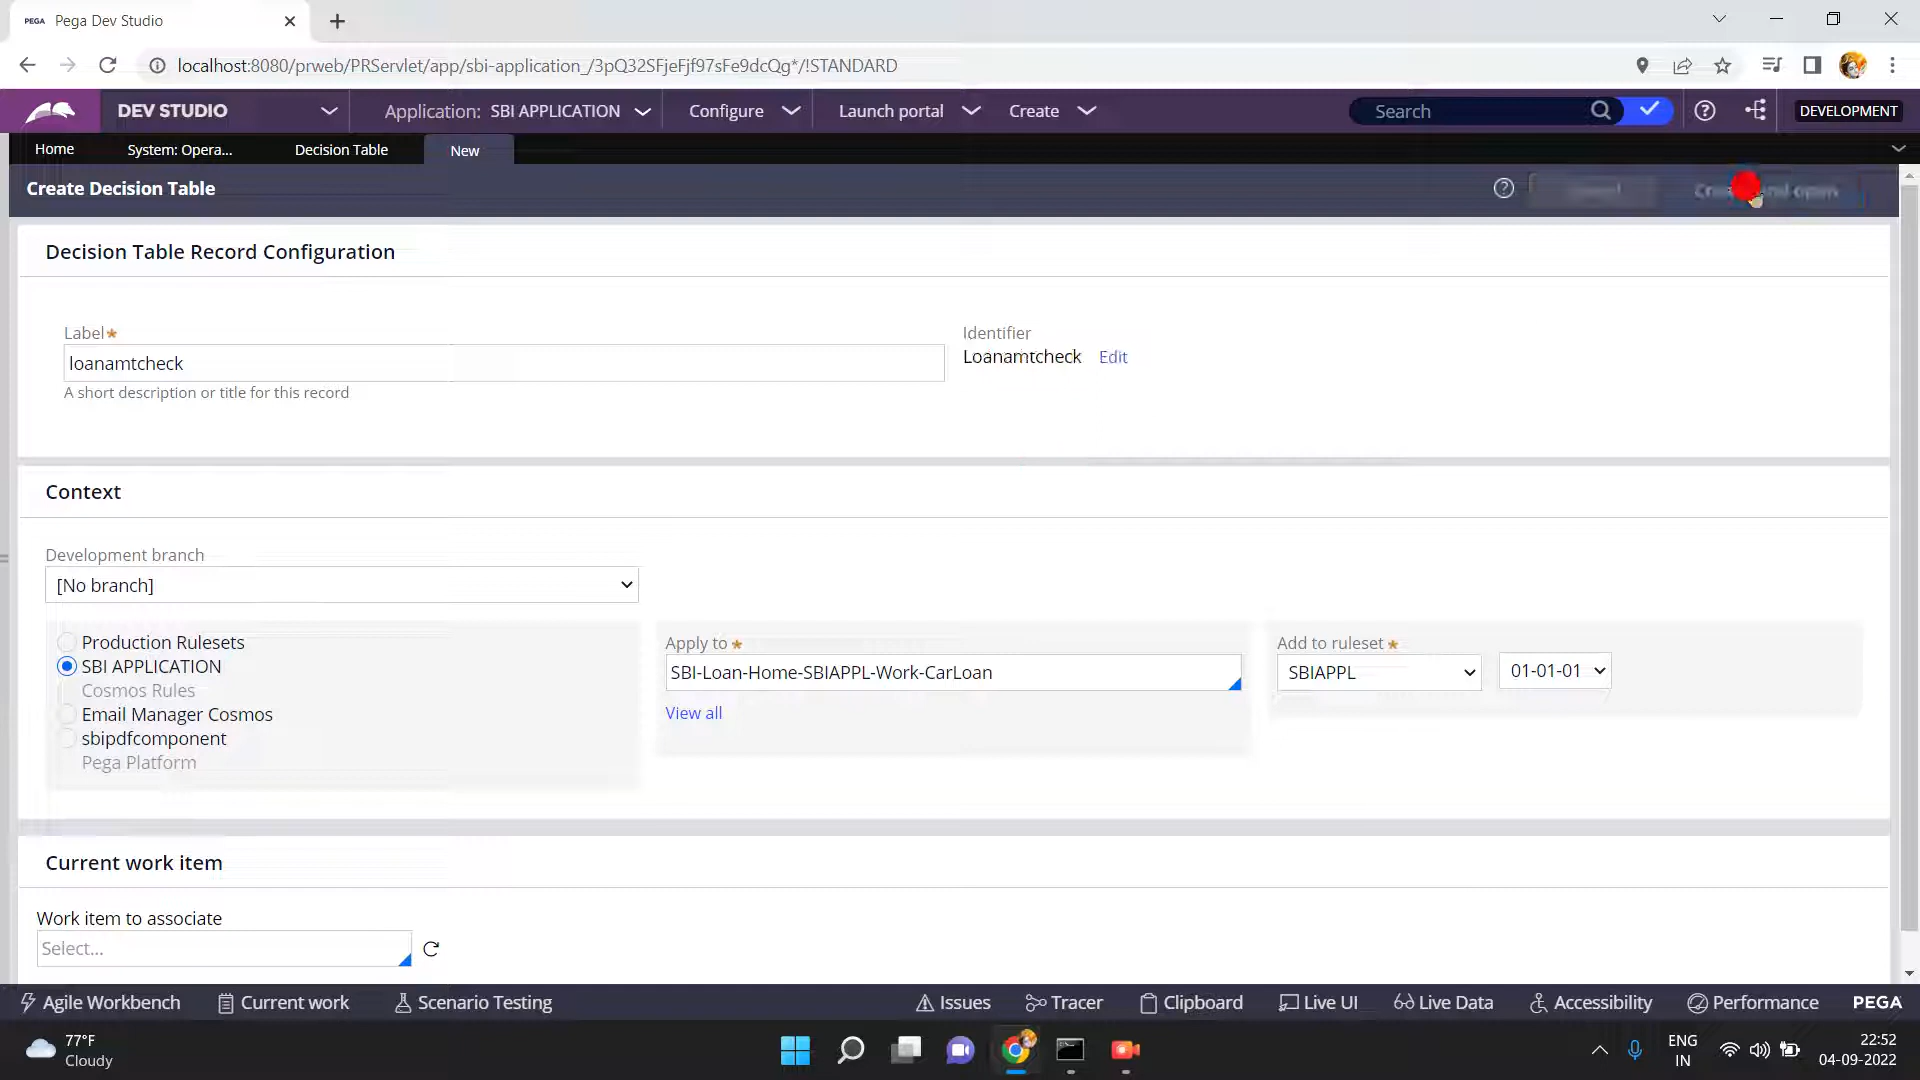 PEGA Pega Dev Studio
localhost:8080/prweb/PRServlet/app/sbi-application_/3pQ32SFjeFjf97sFe9dcQg*/!STANDARD
DEV STUDIO Application: SBI APPLICATION Configure Launch portal Create Search DEVELOPMENT
Home System: Opera... Decision Table New
Create Decision Table
Decision Table Record Configuration
Label* Identifier
loanamtcheck Loanamtcheck Edit
A short description or title for this record
Context
Development branch
[No branch]
Production Rulesets
SBI APPLICATION
Cosmos Rules
Email Manager Cosmos
sbipdfcomponent
Pega Platform
Apply to *
SBI-Loan-Home-SBIAPPL-Work-CarLoan
View all
Add to ruleset *
SBIAPPL 01-01-01
Current work item
Work item to associate
Select...
Agile Workbench Current work Scenario Testing Issues Tracer Clipboard Live UI Live Data Accessibility Performance PEGA
77°F
Cloudy
ENG
IN
22:52
04-09-2022